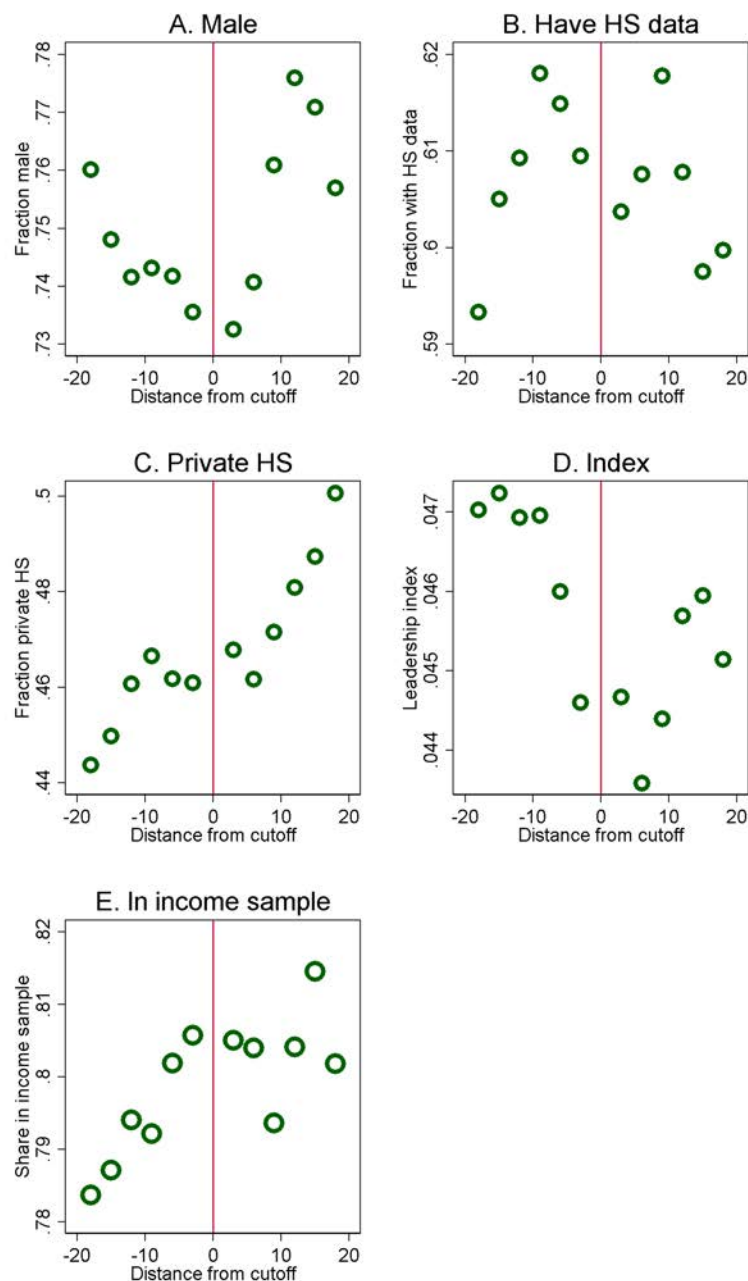 A. Male
Fraction male
.73 .74 .75 .76 .77 .78
-20 -10 0 10 20
Distance from cutoff
B. Have HS data
Fraction with HS data
.59 .6 .61 .62
-20 -10 0 10 20
Distance from cutoff
C. Private HS
Fraction private HS
.44 .46 .48 .5
-20 -10 0 10 20
Distance from cutoff
D. Index
Leadership index
.044 .045 .046 .047
-20 -10 0 10 20
Distance from cutoff
E. In income sample
Share in income sample
.78 .79 .8 .81 .82
-20 -10 0 10 20
Distance from cutoff